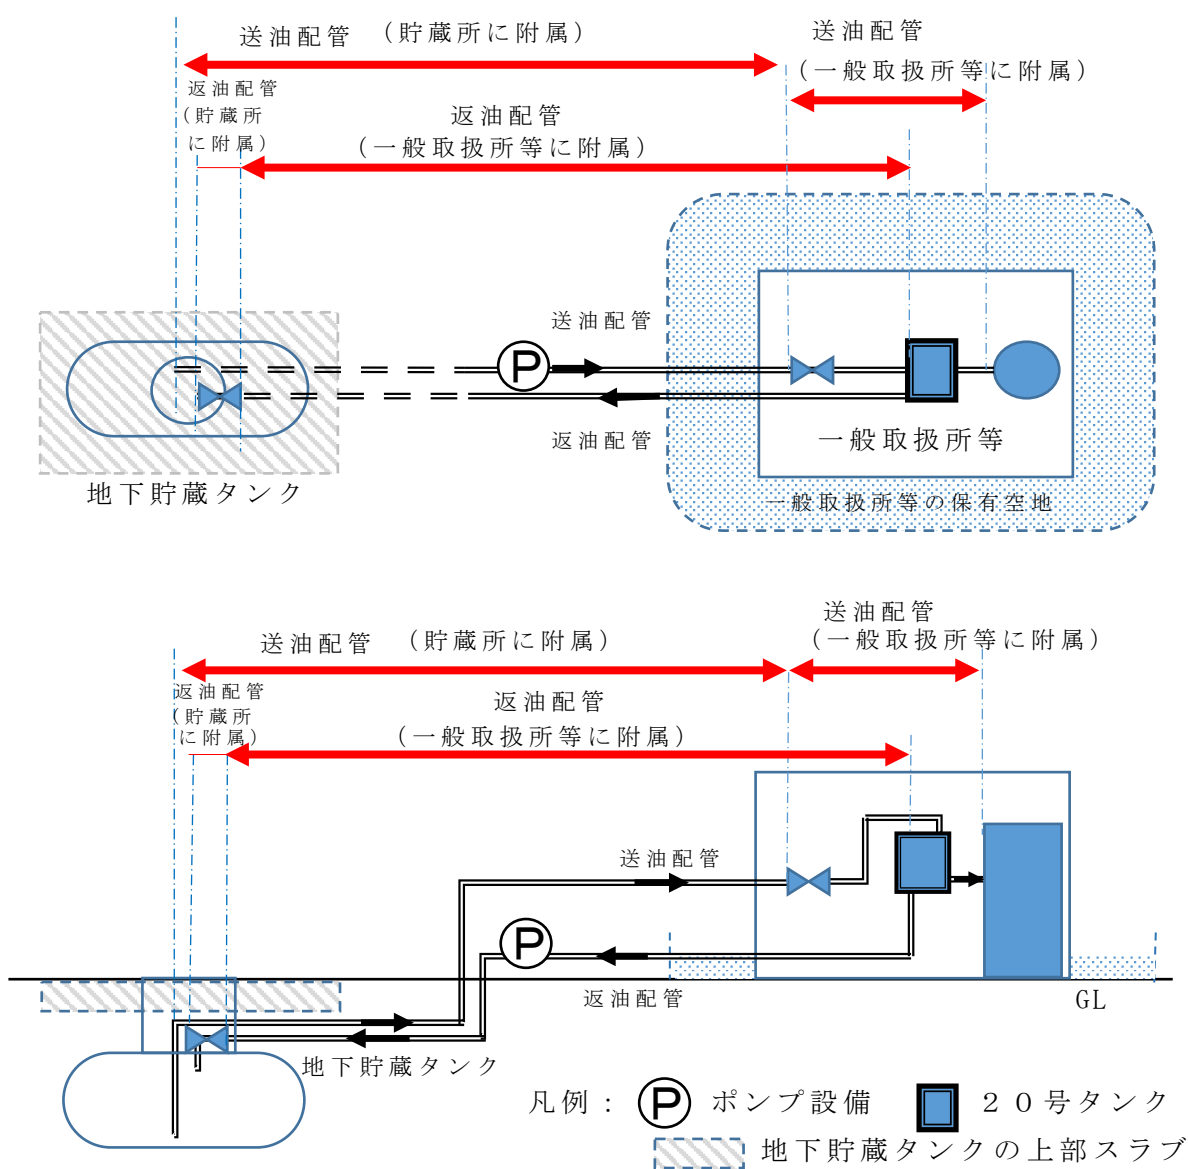 送油配管　（貯蔵所に附属）
送油配管
（一般取扱所等に附属）
返油配管
（貯蔵所
に附属）
返油配管
（一般取扱所等に附属）
送油配管
P
返油配管
一般取扱所等
一般取扱所等の保有空地
地下貯蔵タンク
送油配管　（貯蔵所に附属）
送油配管
（一般取扱所等に附属）
返油配管
（貯蔵所
に附属）
返油配管
（一般取扱所等に附属）
送油配管
P
返油配管
GL
地下貯蔵タンク
凡例：　P　ポンプ設備　２０号タンク
地下貯蔵タンクの上部スラブ